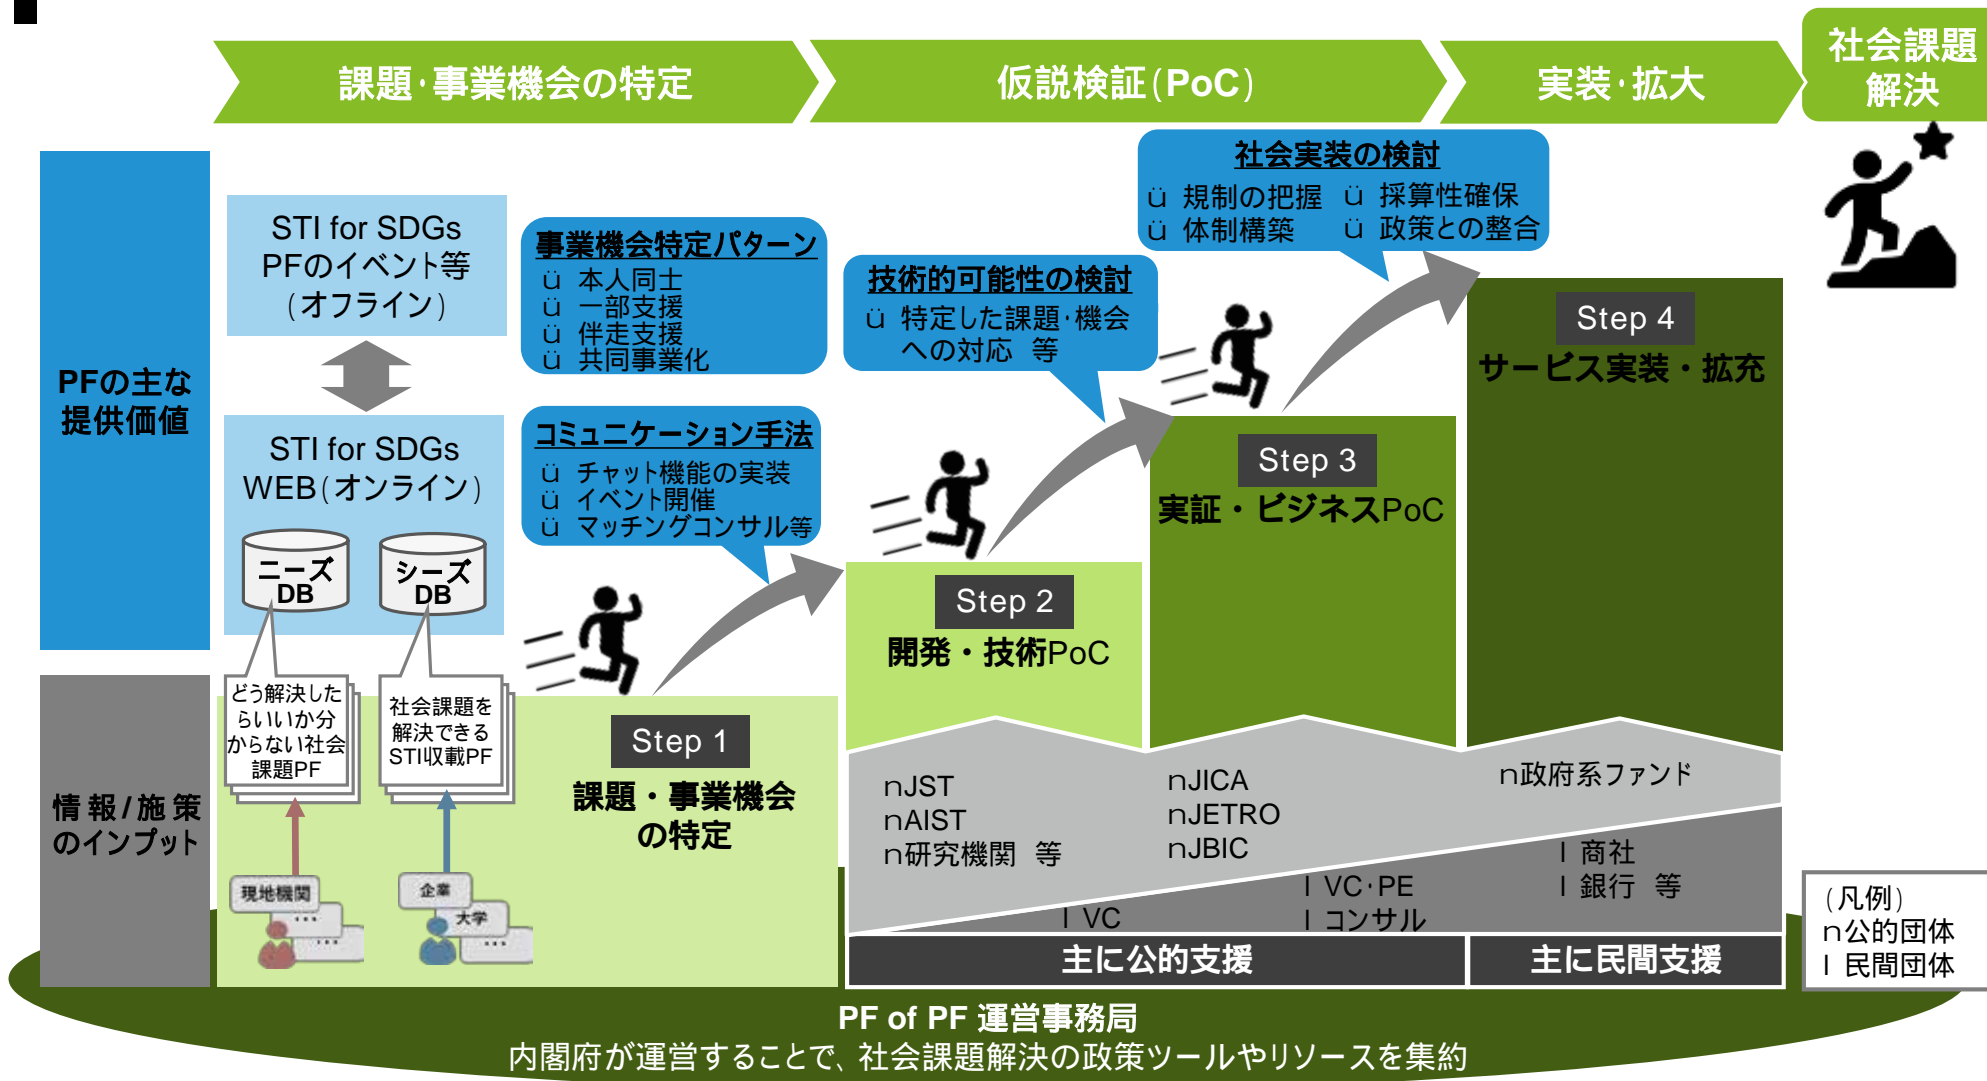 課題・事業機会の特定
仮説検証(PoC)
実装・拡大
社会課題
解決
PFの主な
提供価値
STI for SDGs
PFのイベント等
(オフライン)
STI for SDGs
WEB(オンライン)
ニーズ
DB
シーズ
DB
事業機会特定パターン
ü 本人同士
ü 一部支援
ü 伴走支援
ü 共同事業化
コミュニケーション手法
ü チャット機能の実装
ü イベント開催
ü マッチングコンサル等
技術的可能性の検討
ü 特定した課題・機会
への対応 等
社会実装の検討
ü 規制の把握 ü 採算性確保
ü 体制構築 ü 政策との整合
Step 1
課題・事業機会
の特定
Step 2
開発・技術PoC
Step 3
実証・ビジネスPoC
Step 4
サービス実装・拡充
情報/施策
のインプット
どう解決した
らいいか分
からない社会
課題PF
社会課題を
解決できる
STI収載PF
現地機関
...
...
企業
大学
...
nJST
nAIST
n研究機関 等
nJICA
nJETRO
nJBIC
n政府系ファンド
l VC
l VC・PE
l コンサル
l 商社
l 銀行 等
主に公的支援
主に民間支援
(凡例)
n公的団体
l 民間団体
PF of PF 運営事務局
内閣府が運営することで、社会課題解決の政策ツールやリソースを集約